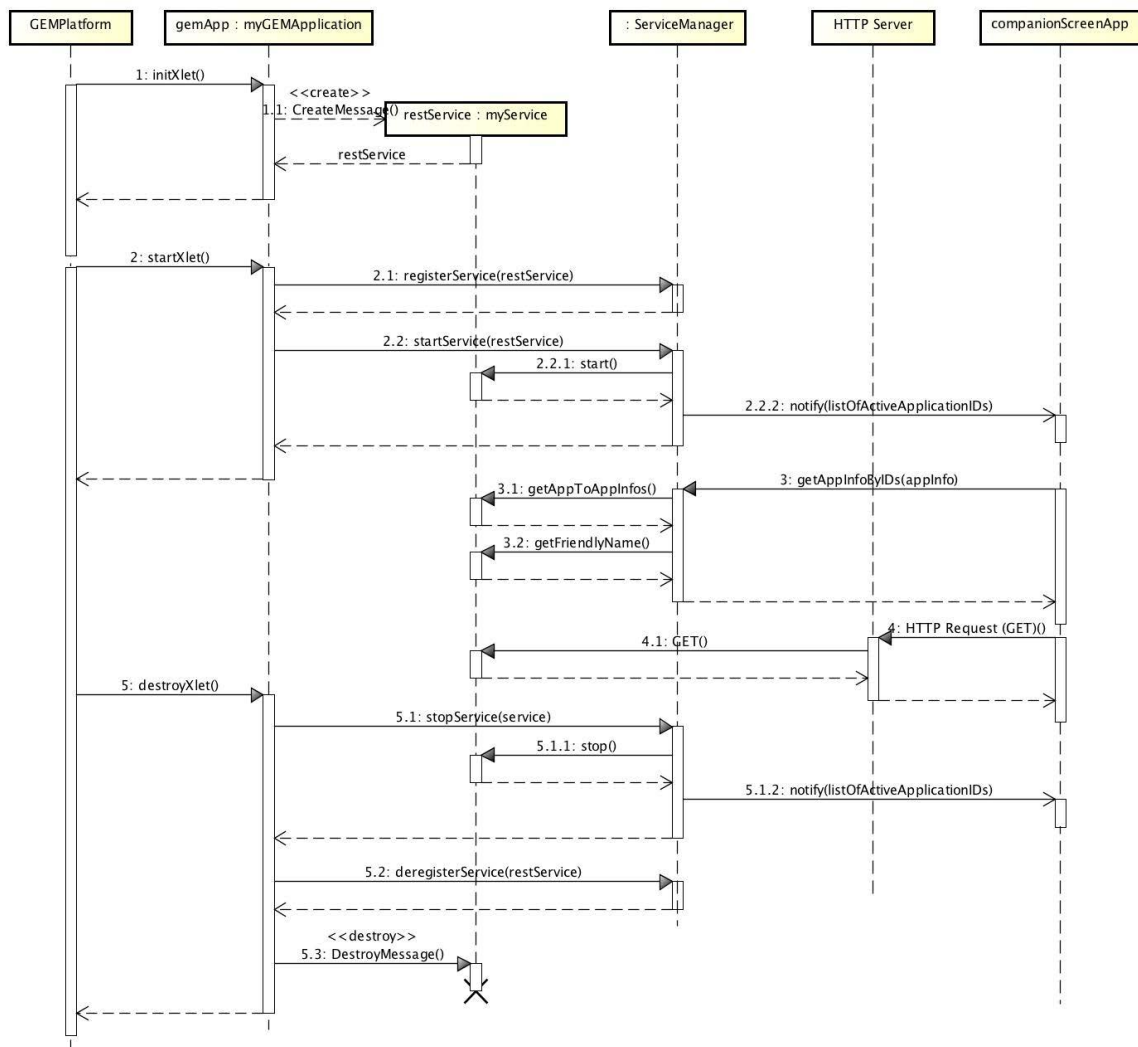 GEMPlatform
gemApp : myGEMApplication
: ServiceManager
HTTP Server
companionScreenApp
1: initXlet()
<<create>>
1.1: CreateMessage()
restService : myService
restService
2: startXlet()
2.1: registerService(restService)
2.2: startService(restService)
2.2.1: start()
2.2.2: notify(listOfActiveApplicationIDs)
3: getAppInfoByIDs(appInfo)
3.1: getAppToAppInfos()
3.2: getFriendlyName()
4: HTTP Request (GET)()
4.1: GET()
5: destroyXlet()
5.1: stopService(service)
5.1.1: stop()
5.1.2: notify(listOfActiveApplicationIDs)
5.2: deregisterService(restService)
<<destroy>>
5.3: DestroyMessage()